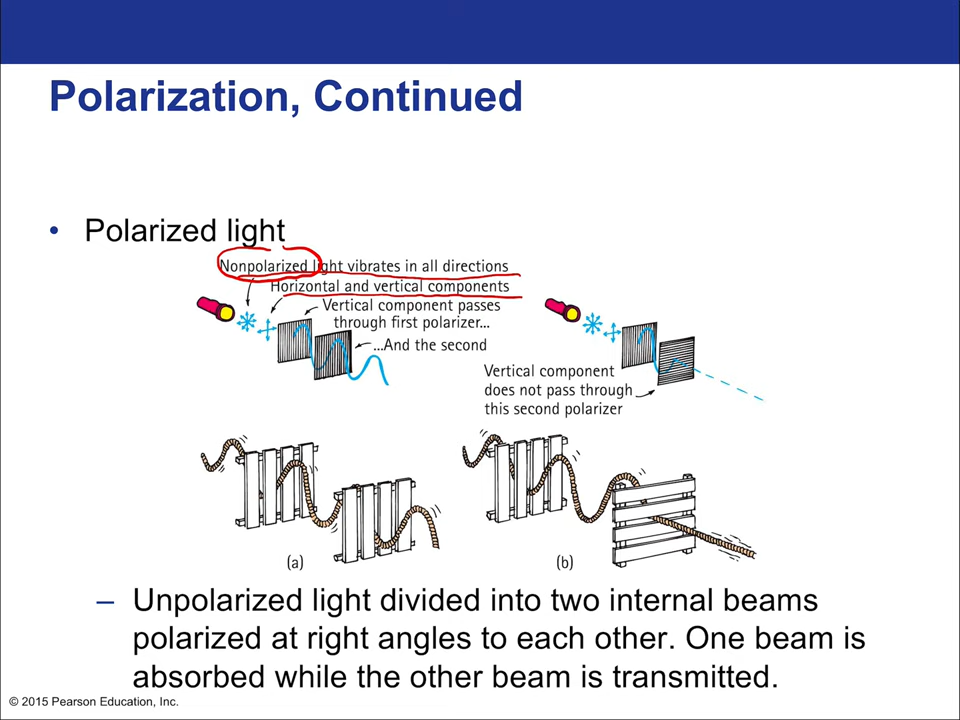 Polarization, Continued
• Polarized light
Nonpolarized light vibrates in all directions
Horizontal and vertical components
Vertical component passes
through first polarizer...
...And the second
Vertical component
does not pass through
this second polarizer
(a)
(b)
– Unpolarized light divided into two internal beams
polarized at right angles to each other. One beam is
absorbed while the other beam is transmitted.
© 2015 Pearson Education, Inc.